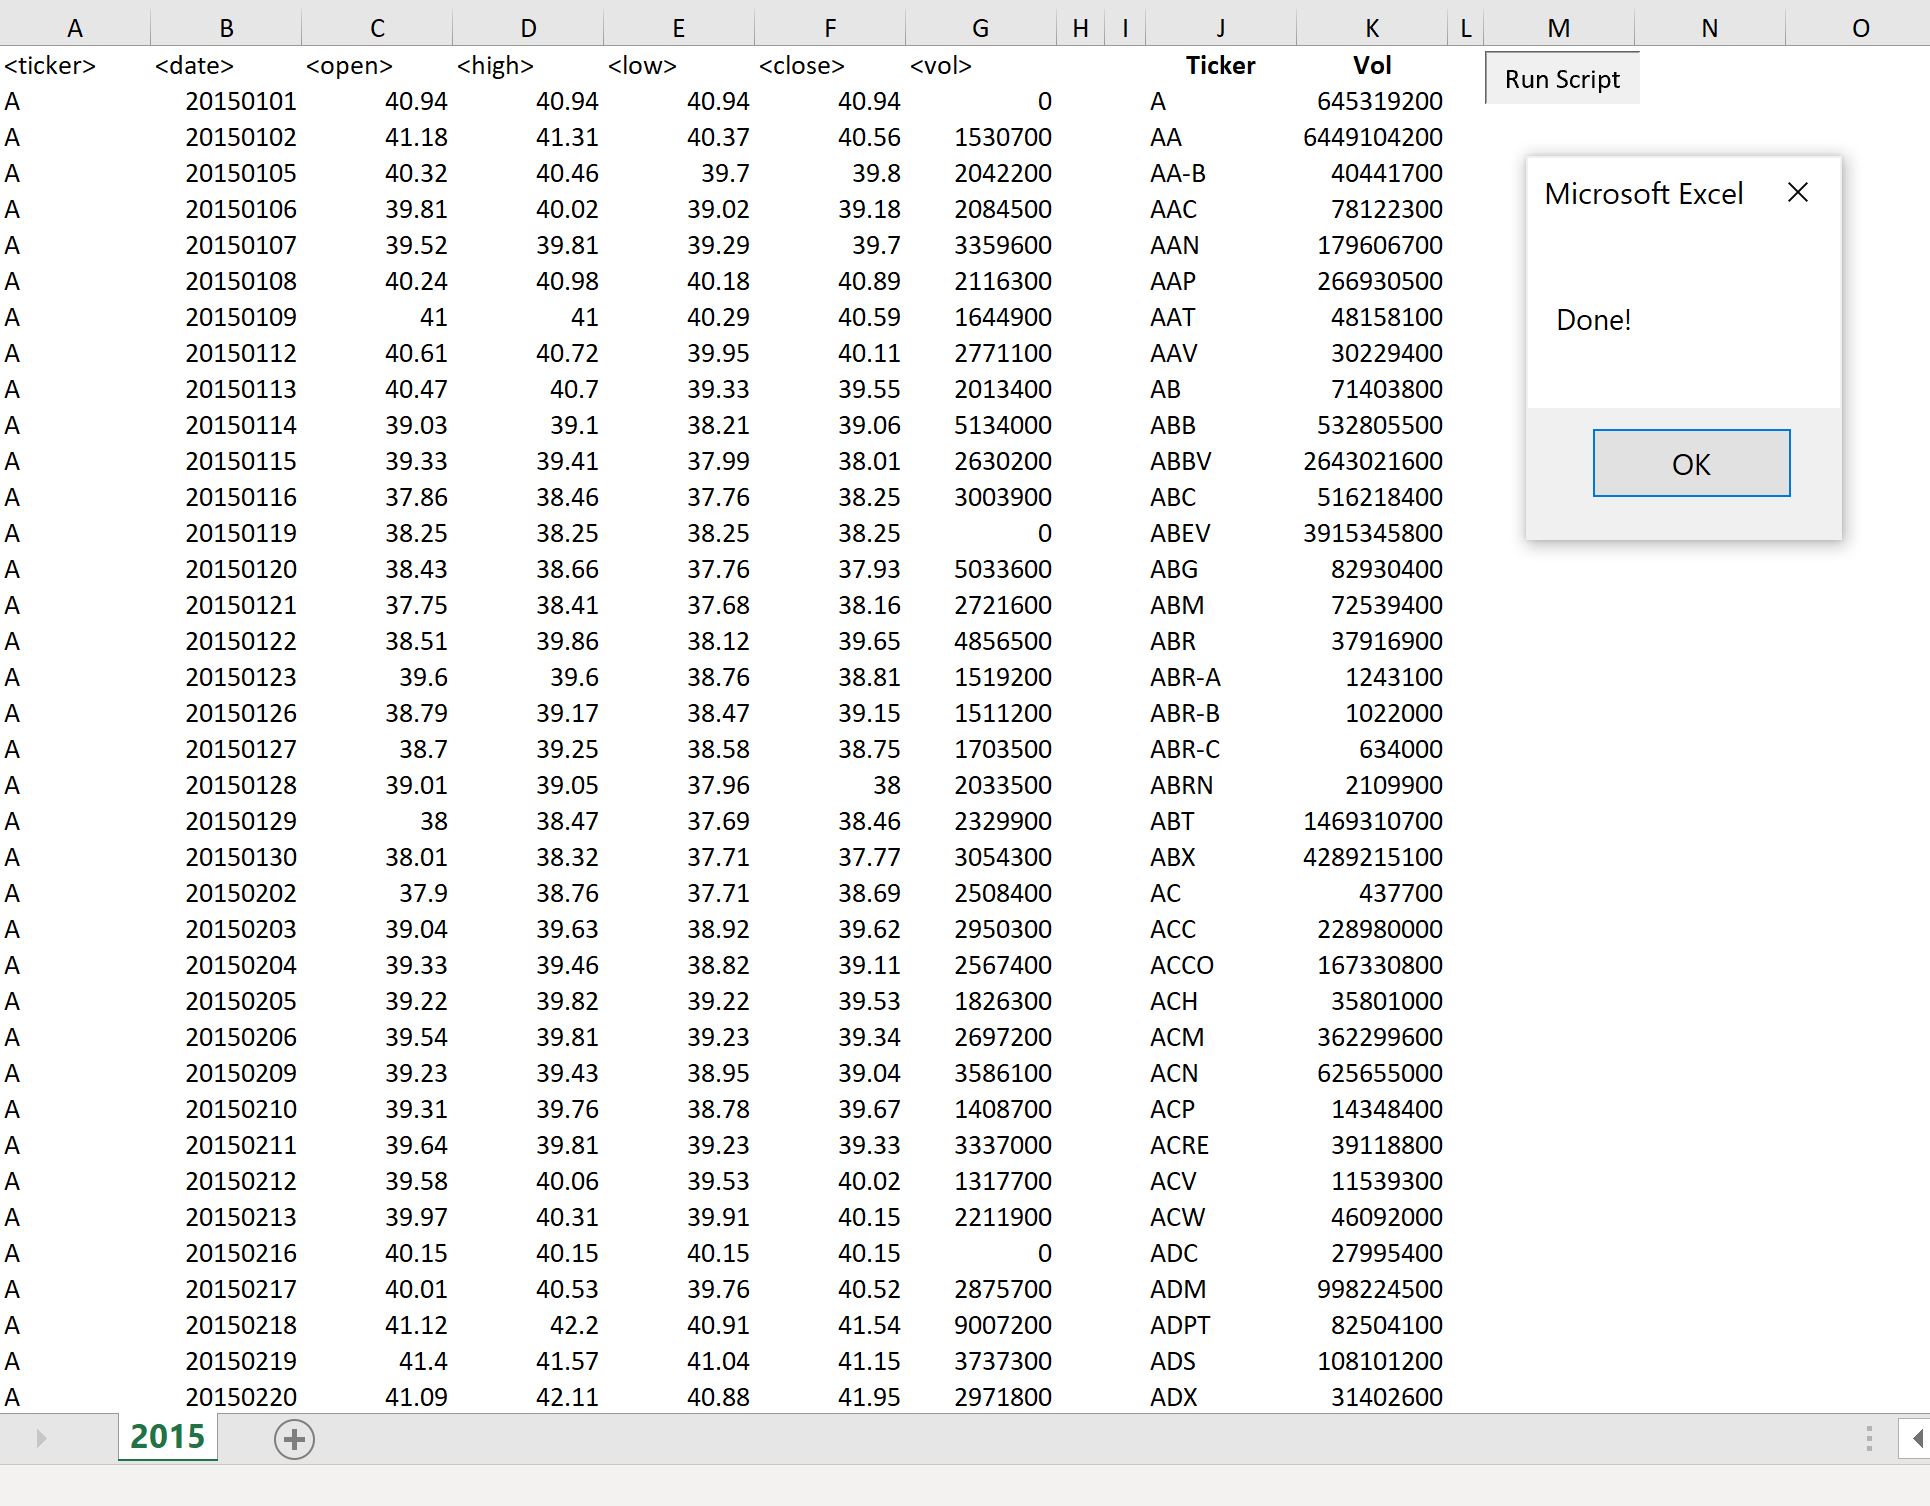 A B C D E F G H I J K L M N O
<ticker> <date> <open> <high> <low> <close> <vol> Ticker Vol Run Script
A 20150101 40.94 40.94 40.94 40.94 0 A 645319200
A 20150102 41.18 41.31 40.37 40.56 1530700 AA 6449104200
A 20150105 40.32 40.46 39.7 39.8 2042200 AA-B 40441700
A 20150106 39.81 40.02 39.02 39.18 2084500 AAC 78122300
A 20150107 39.52 39.81 39.29 39.7 3359600 AAN 179606700
A 20150108 40.24 40.98 40.18 40.89 2116300 AAP 266930500
A 20150109 41 41 40.29 40.59 1644900 AAT 48158100
A 20150112 40.61 40.72 39.95 40.11 2771100 AAV 30229400
A 20150113 40.47 40.7 39.33 39.55 2013400 AB 71403800
A 20150114 39.03 39.1 38.21 39.06 5134000 ABB 532805500
A 20150115 39.33 39.41 37.99 38.01 2630200 ABBV 2643021600
A 20150116 37.86 38.46 37.76 38.25 3003900 ABC 516218400
A 20150119 38.25 38.25 38.25 38.25 0 ABEV 3915345800
A 20150120 38.43 38.66 37.76 37.93 5033600 ABG 82930400
A 20150121 37.75 38.41 37.68 38.16 2721600 ABM 72539400
A 20150122 38.51 39.86 38.12 39.65 4856500 ABR 37916900
A 20150123 39.6 39.6 38.76 38.81 1519200 ABR-A 1243100
A 20150126 38.79 39.17 38.47 39.15 1511200 ABR-B 1022000
A 20150127 38.7 39.25 38.58 38.75 1703500 ABR-C 634000
A 20150128 39.01 39.05 37.96 38 2033500 ABRN 2109900
A 20150129 38 38.47 37.69 38.46 2329900 ABT 1469310700
A 20150130 38.01 38.32 37.71 37.77 3054300 ABX 4289215100
A 20150202 37.9 38.76 37.71 38.69 2508400 AC 437700
A 20150203 39.04 39.63 38.92 39.62 2950300 ACC 228980000
A 20150204 39.33 39.46 38.82 39.11 2567400 ACCO 167330800
A 20150205 39.22 39.82 39.22 39.53 1826300 ACH 35801000
A 20150206 39.54 39.81 39.23 39.34 2697200 ACM 362299600
A 20150209 39.23 39.43 38.95 39.04 3586100 ACN 625655000
A 20150210 39.31 39.76 38.78 39.67 1408700 ACP 14348400
A 20150211 39.64 39.81 39.23 39.33 3337000 ACRE 39118800
A 20150212 39.58 40.06 39.53 40.02 1317700 ACV 11539300
A 20150213 39.97 40.31 39.91 40.15 2211900 ACW 46092000
A 20150216 40.15 40.15 40.15 40.15 0 ADC 27995400
A 20150217 40.01 40.53 39.76 40.52 2875700 ADM 998224500
A 20150218 41.12 42.2 40.91 41.54 9007200 ADPT 82504100
A 20150219 41.4 41.57 41.04 41.15 3737300 ADS 108101200
A 20150220 41.09 42.11 40.88 41.95 2971800 ADX 31402600
Microsoft Excel
Done!
OK
2015